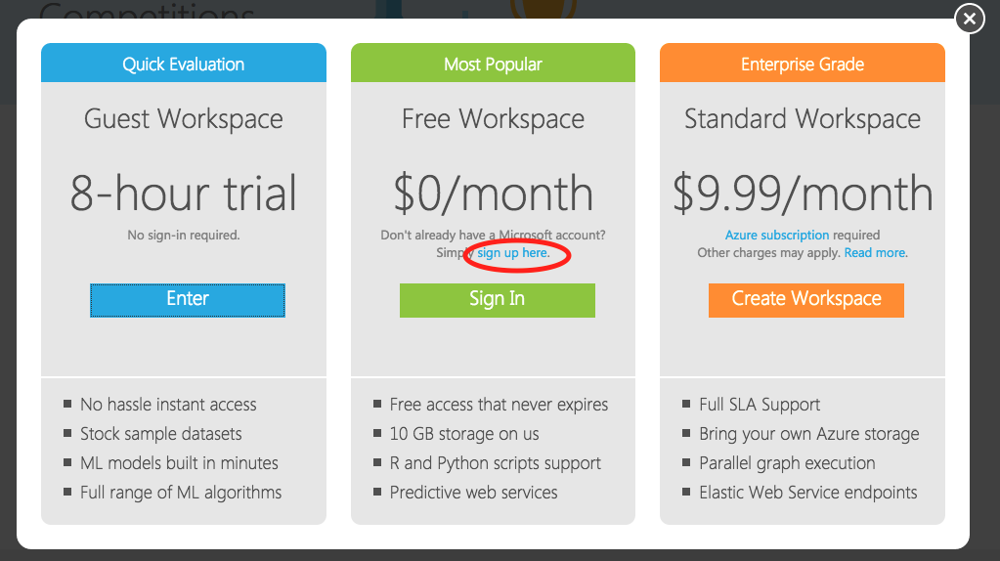 Competitions
Quick Evaluation
Guest Workspace
8-hour trial
No sign-in required.
Enter
No hassle instant access
Stock sample datasets
ML models built in minutes
Full range of ML algorithms
Most Popular
Free Workspace
$0/month
Don't already have a Microsoft account?
Simply sign up here.
Sign In
Free access that never expires
10 GB storage on us
R and Python scripts support
Predictive web services
Enterprise Grade
Standard Workspace
$9.99/month
Azure subscription required
Other charges may apply. Read more.
Create Workspace
Full SLA Support
Bring your own Azure storage
Parallel graph execution
Elastic Web Service endpoints